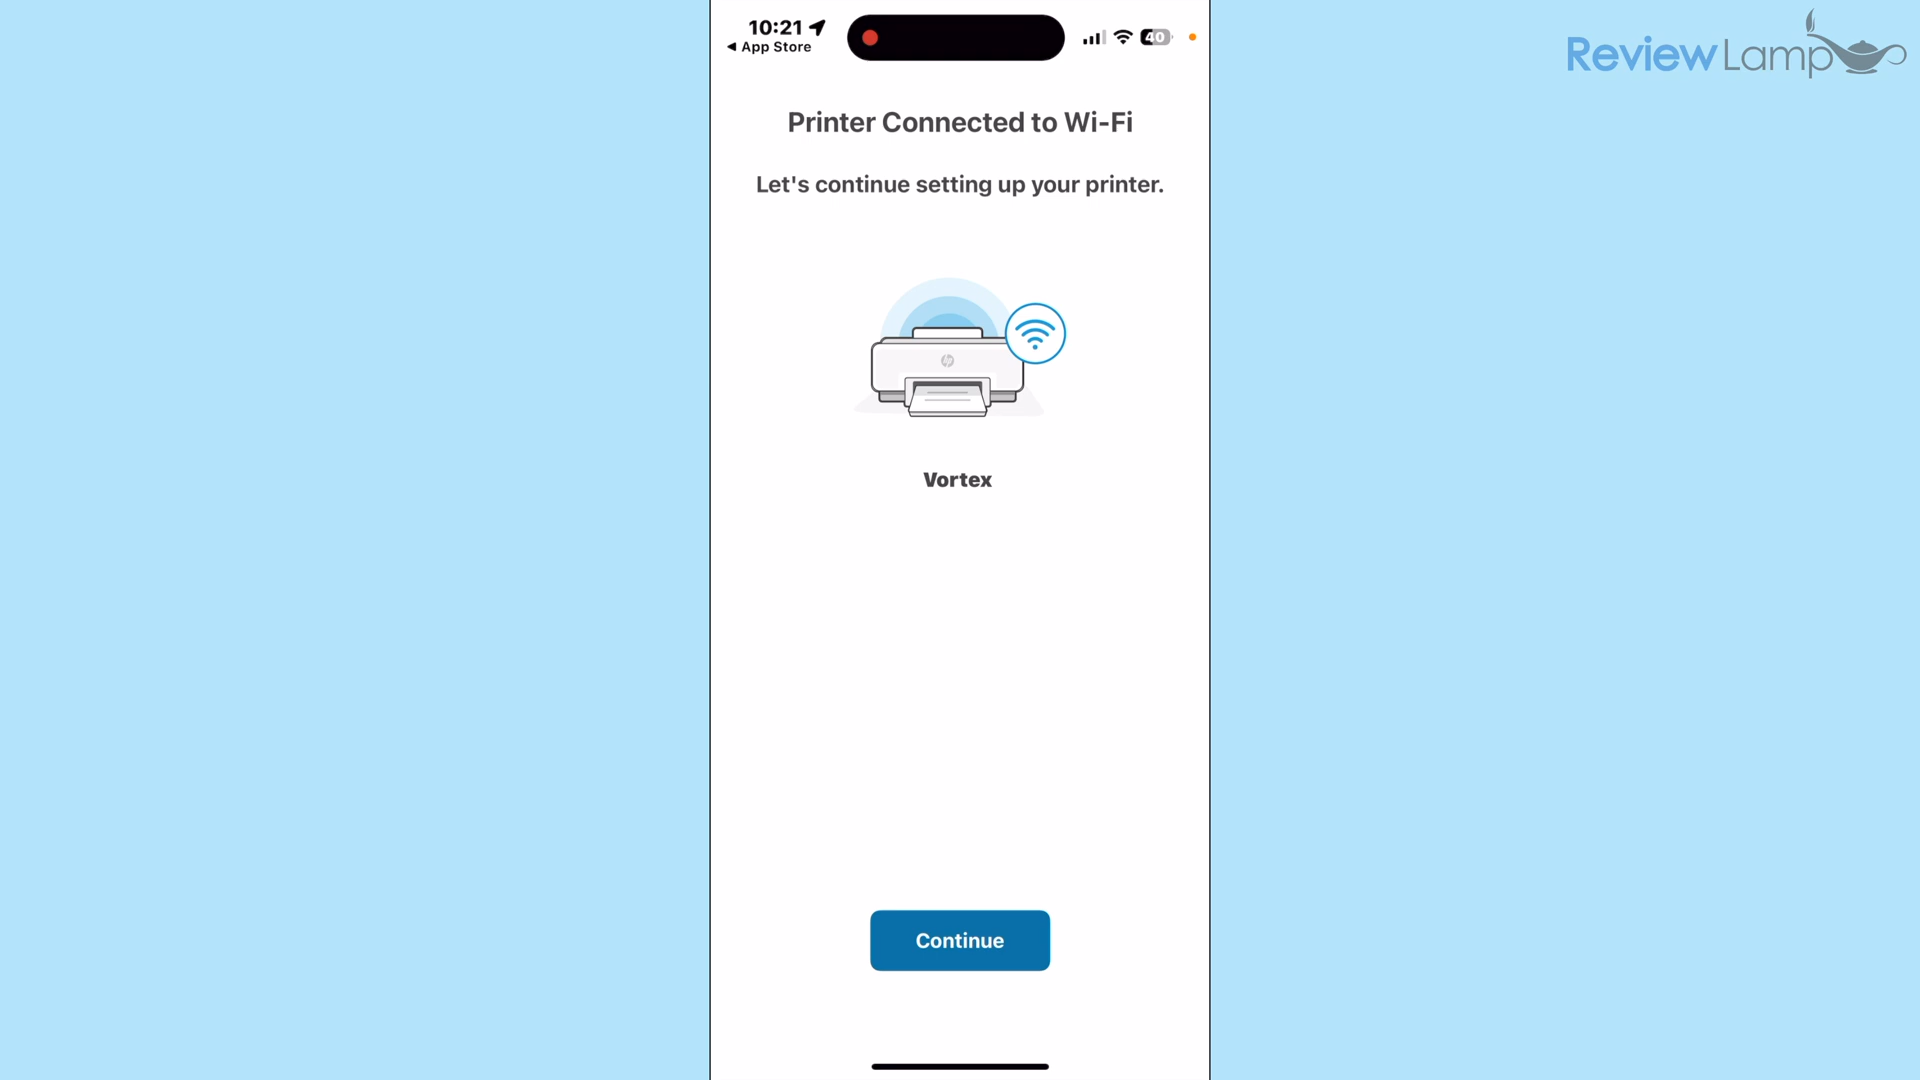 10:21
◀ App Store
40
ReviewLamp
Printer Connected to Wi-Fi
Let's continue setting up your printer.
hp
Vortex
Continue